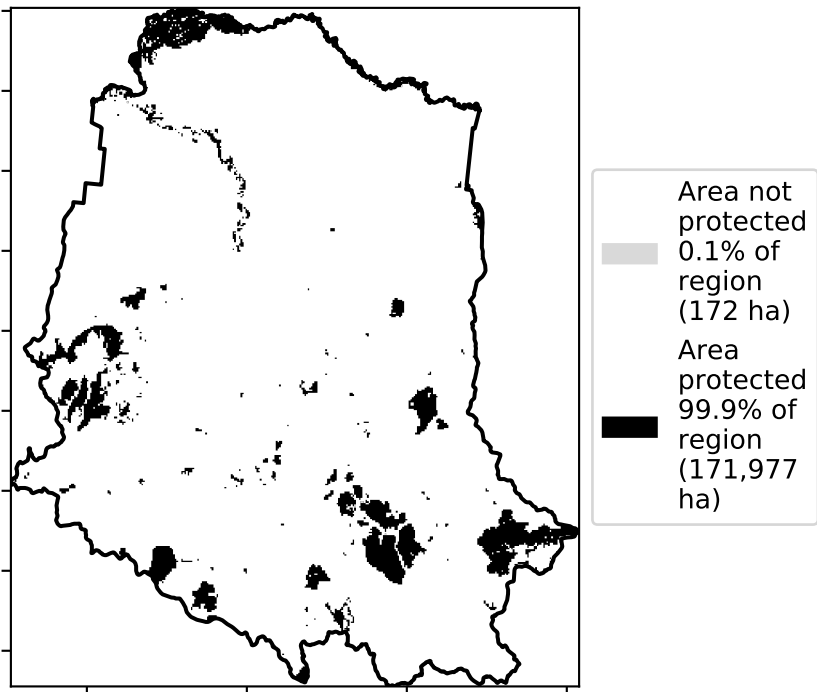 Area not
protected
0.1% of
region
(172 ha)
Area
protected
99.9% of
region
(171,977
ha)